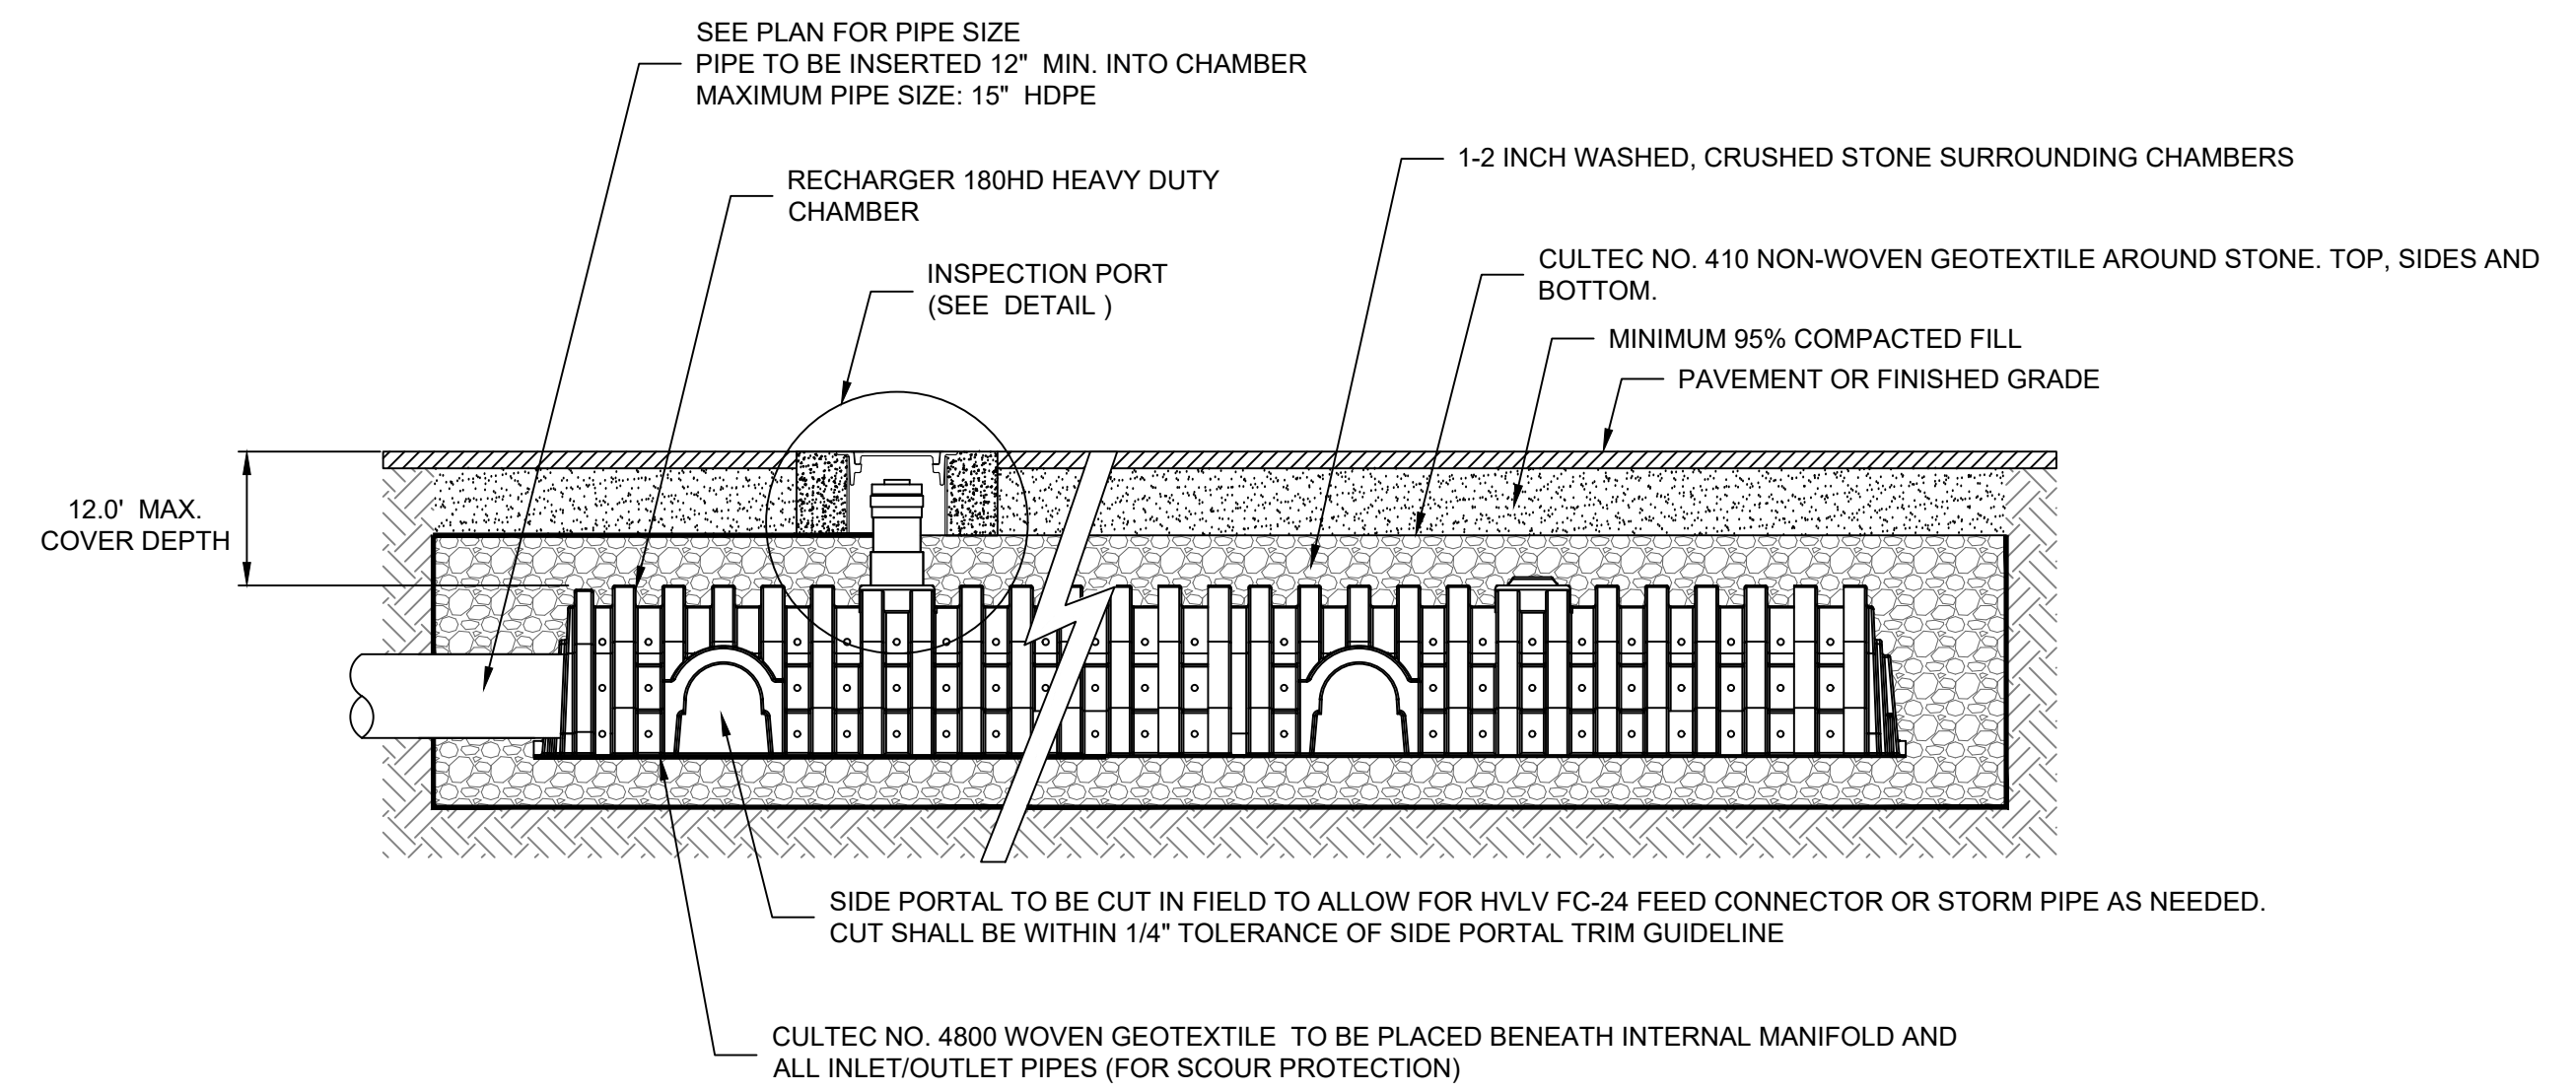 SEE PLAN FOR PIPE SIZE
PIPE TO BE INSERTED 12" MIN. INTO CHAMBER
MAXIMUM PIPE SIZE: 15" HDPE
1-2 INCH WASHED, CRUSHED STONE SURROUNDING CHAMBERS
RECHARGER 180HD HEAVY DUTY
CHAMBER
CULTEC NO. 410 NON-WOVEN GEOTEXTILE AROUND STONE. TOP, SIDES AND
BOTTOM.
INSPECTION PORT
(SEE DETAIL )
MINIMUM 95% COMPACTED FILL
PAVEMENT OR FINISHED GRADE
12.0' MAX.
COVER DEPTH
SIDE PORTAL TO BE CUT IN FIELD TO ALLOW FOR HVLV FC-24 FEED CONNECTOR OR STORM PIPE AS NEEDED.
CUT SHALL BE WITHIN 1/4" TOLERANCE OF SIDE PORTAL TRIM GUIDELINE
CULTEC NO. 4800 WOVEN GEOTEXTILE TO BE PLACED BENEATH INTERNAL MANIFOLD AND
ALL INLET/OUTLET PIPES (FOR SCOUR PROTECTION)